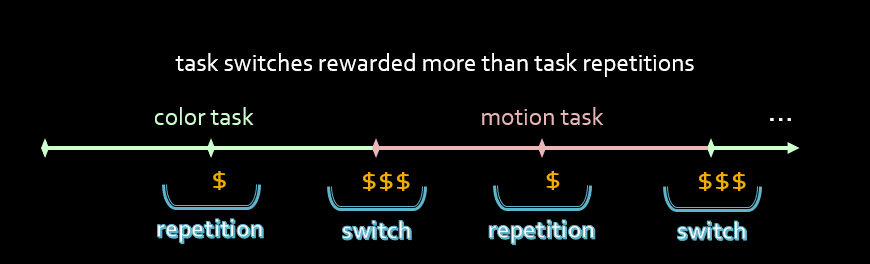 task switches rewarded more than task repetitions
color task motion task ...
$ $$$ $ $$$
repetition switch repetition switch